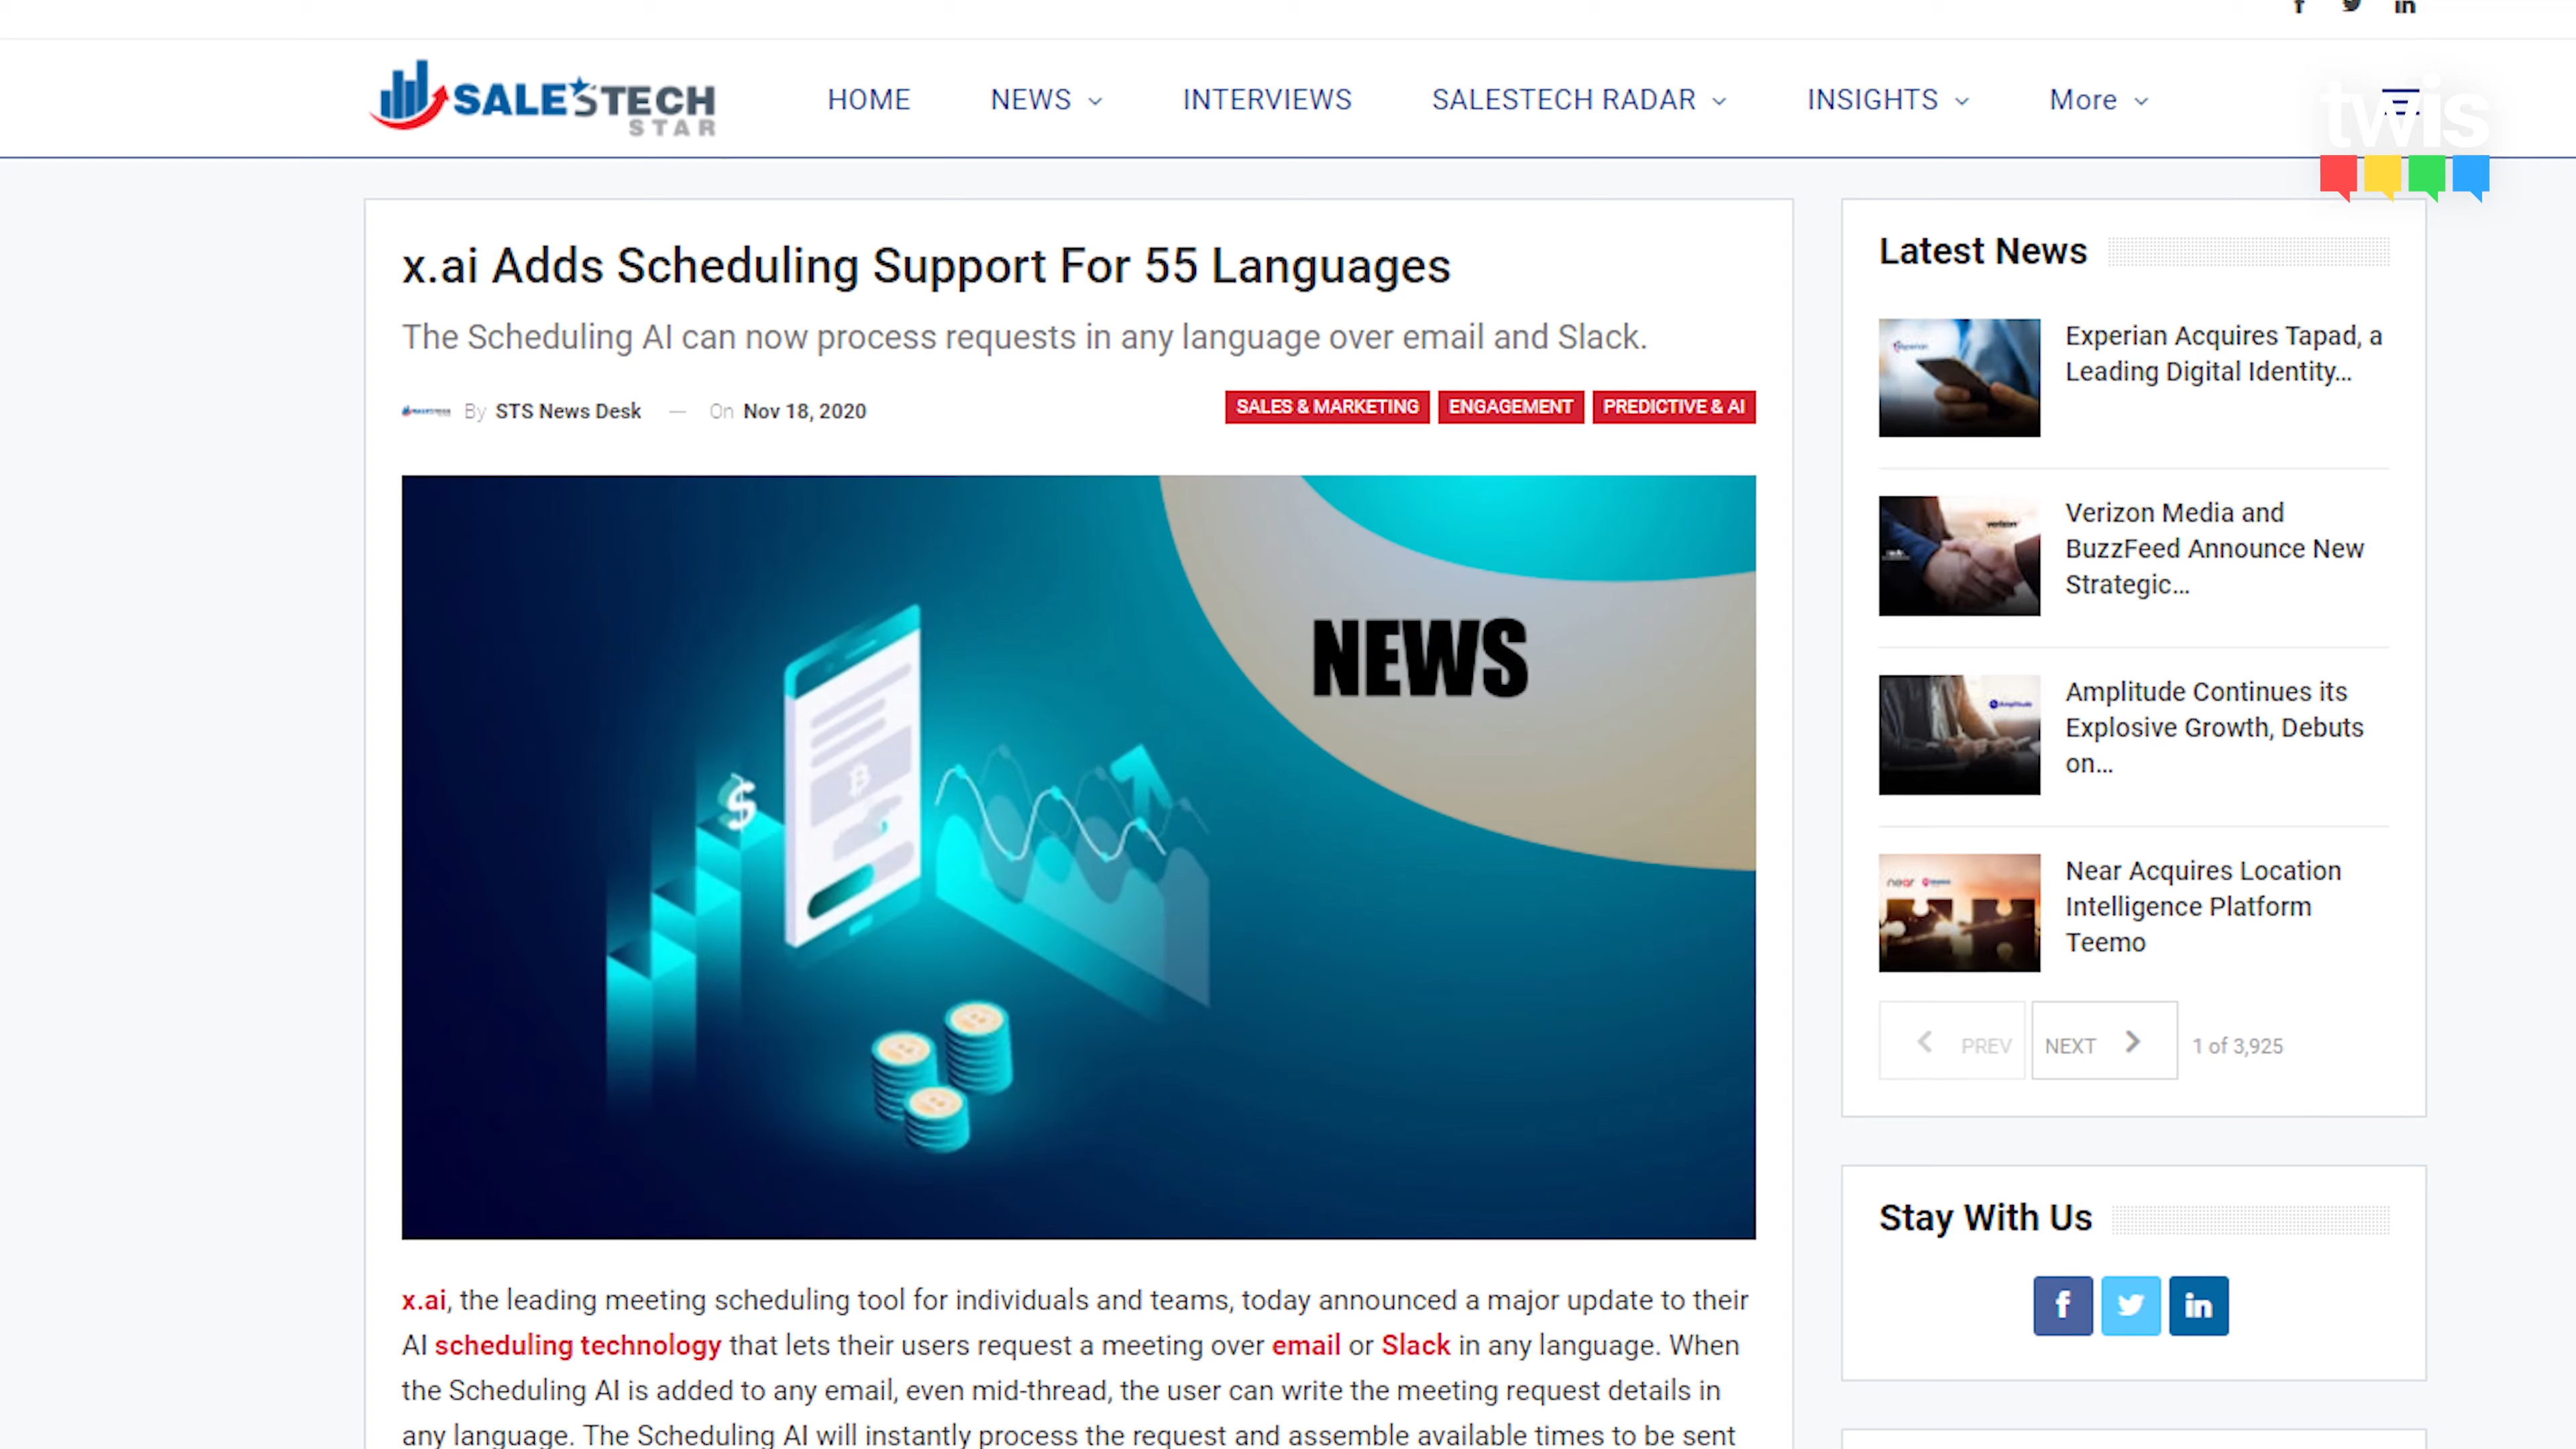 SALESTECH
STAR
HOME
NEWS
INTERVIEWS
SALESTECH RADAR
INSIGHTS
More
twis
x.ai Adds Scheduling Support For 55 Languages
The Scheduling AI can now process requests in any language over email and Slack.
By STS News Desk — On Nov 18, 2020
SALES & MARKETING
ENGAGEMENT
PREDICTIVE & AI
NEWS
$
x.ai, the leading meeting scheduling tool for individuals and teams, today announced a major update to their
AI scheduling technology that lets their users request a meeting over email or Slack in any language. When
the Scheduling AI is added to any email, even mid-thread, the user can write the meeting request details in
any language. The Scheduling AI will instantly process the request and assemble available times to be sent
Latest News
Experian Acquires Tapad, a
Leading Digital Identity...
verizon
Verizon Media and
BuzzFeed Announce New
Strategic...
Amplitude
Amplitude Continues its
Explosive Growth, Debuts
on...
near
Near Acquires Location
Intelligence Platform
Teemo
PREV
NEXT
1 of 3,925
Stay With Us
f
in